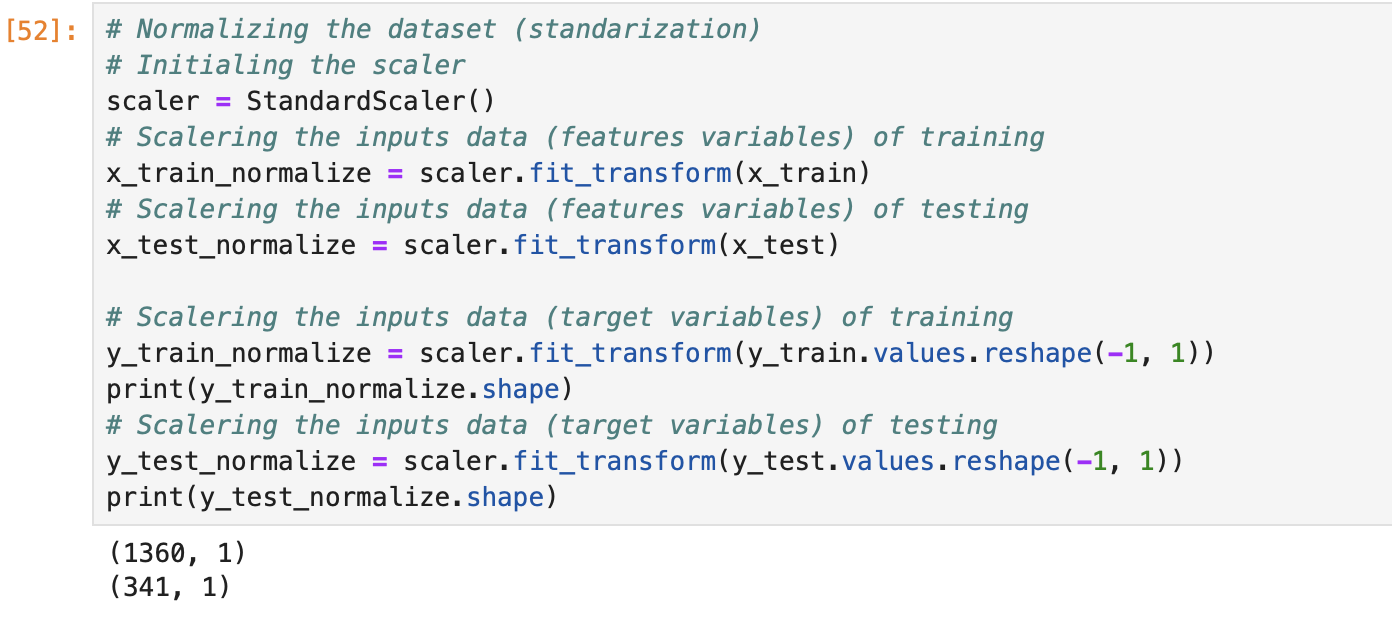 [52]:
# Normalizing the dataset (standarization)
# Initialing the scaler
scaler = StandardScaler()
# Scalering the inputs data (features variables) of training
x_train_normalize = scaler.fit_transform(x_train)
# Scalering the inputs data (features variables) of testing
x_test_normalize = scaler.fit_transform(x_test)
# Scalering the inputs data (target variables) of training
y_train_normalize = scaler.fit_transform(y_train.values.reshape(-1, 1))
print(y_train_normalize.shape)
# Scalering the inputs data (target variables) of testing
y_test_normalize = scaler.fit_transform(y_test.values.reshape(-1, 1))
print(y_test_normalize.shape)
(1360, 1)
(341, 1)